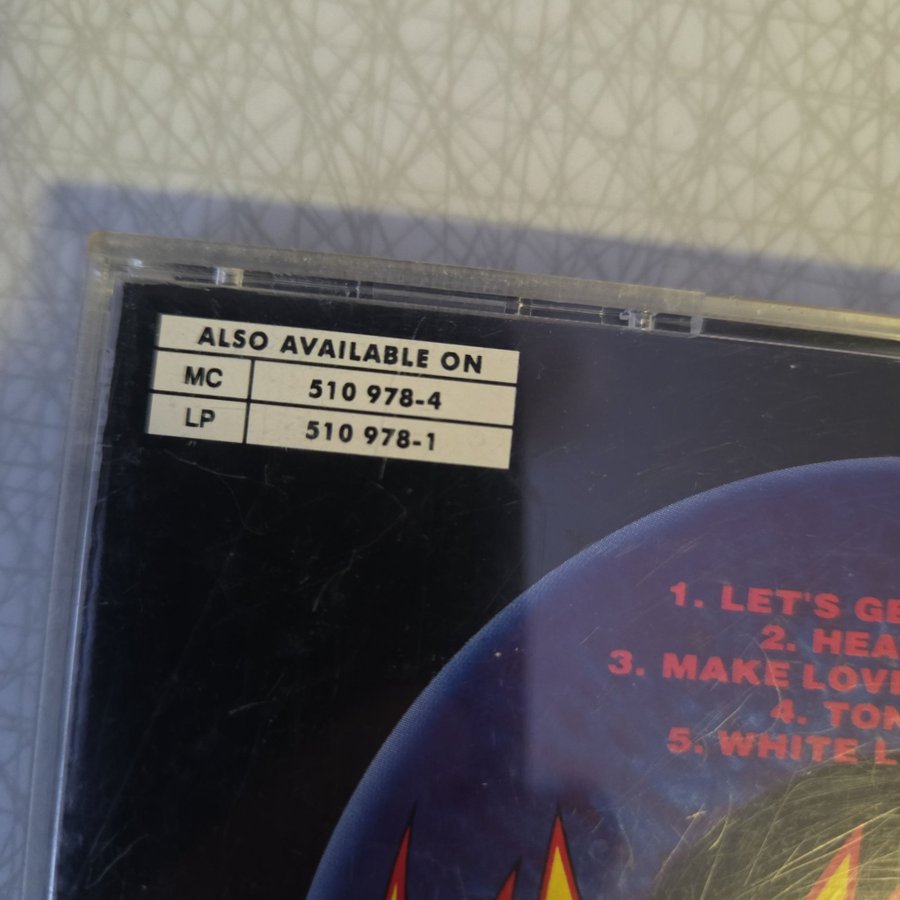 ALSO AVAILABLE ON
MC 510 978-4
LP 510 978-1
1. LET'S
2.
3. MAKE
4.
5. WHITE